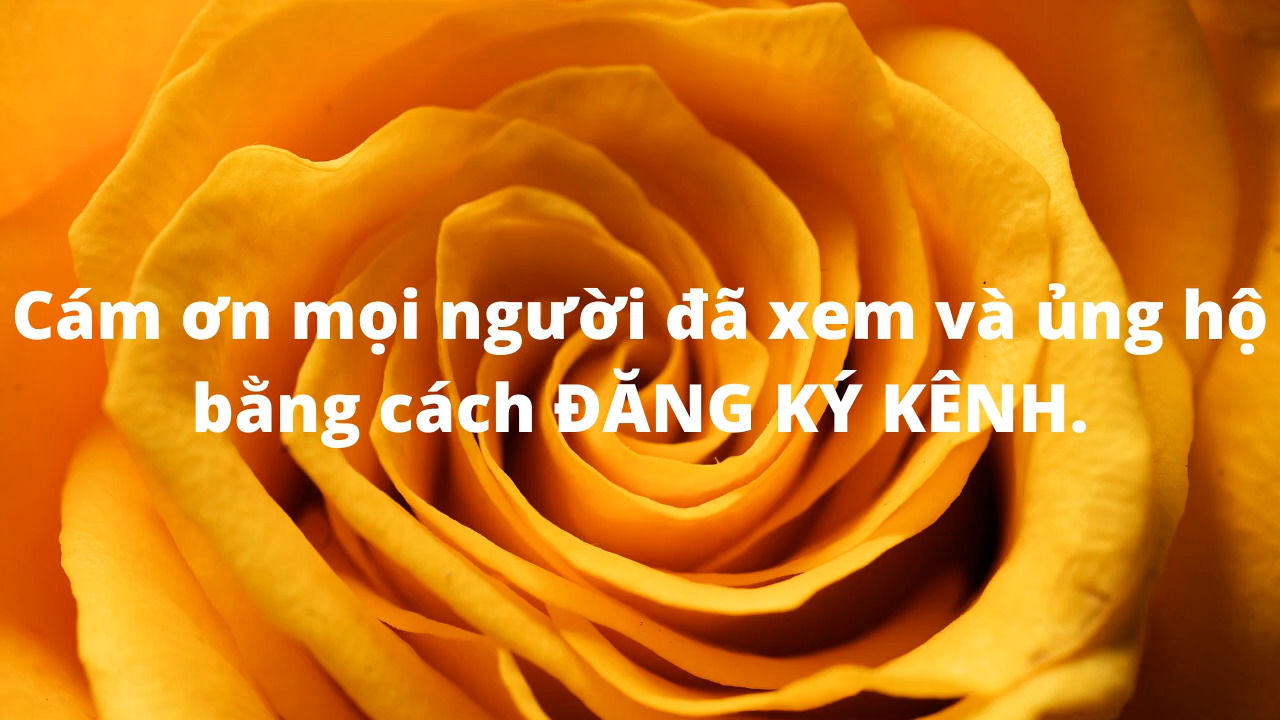 Cám ơn mọi người đã xem và ủng hộ
bằng cách ĐĂNG KÝ KÊNH.